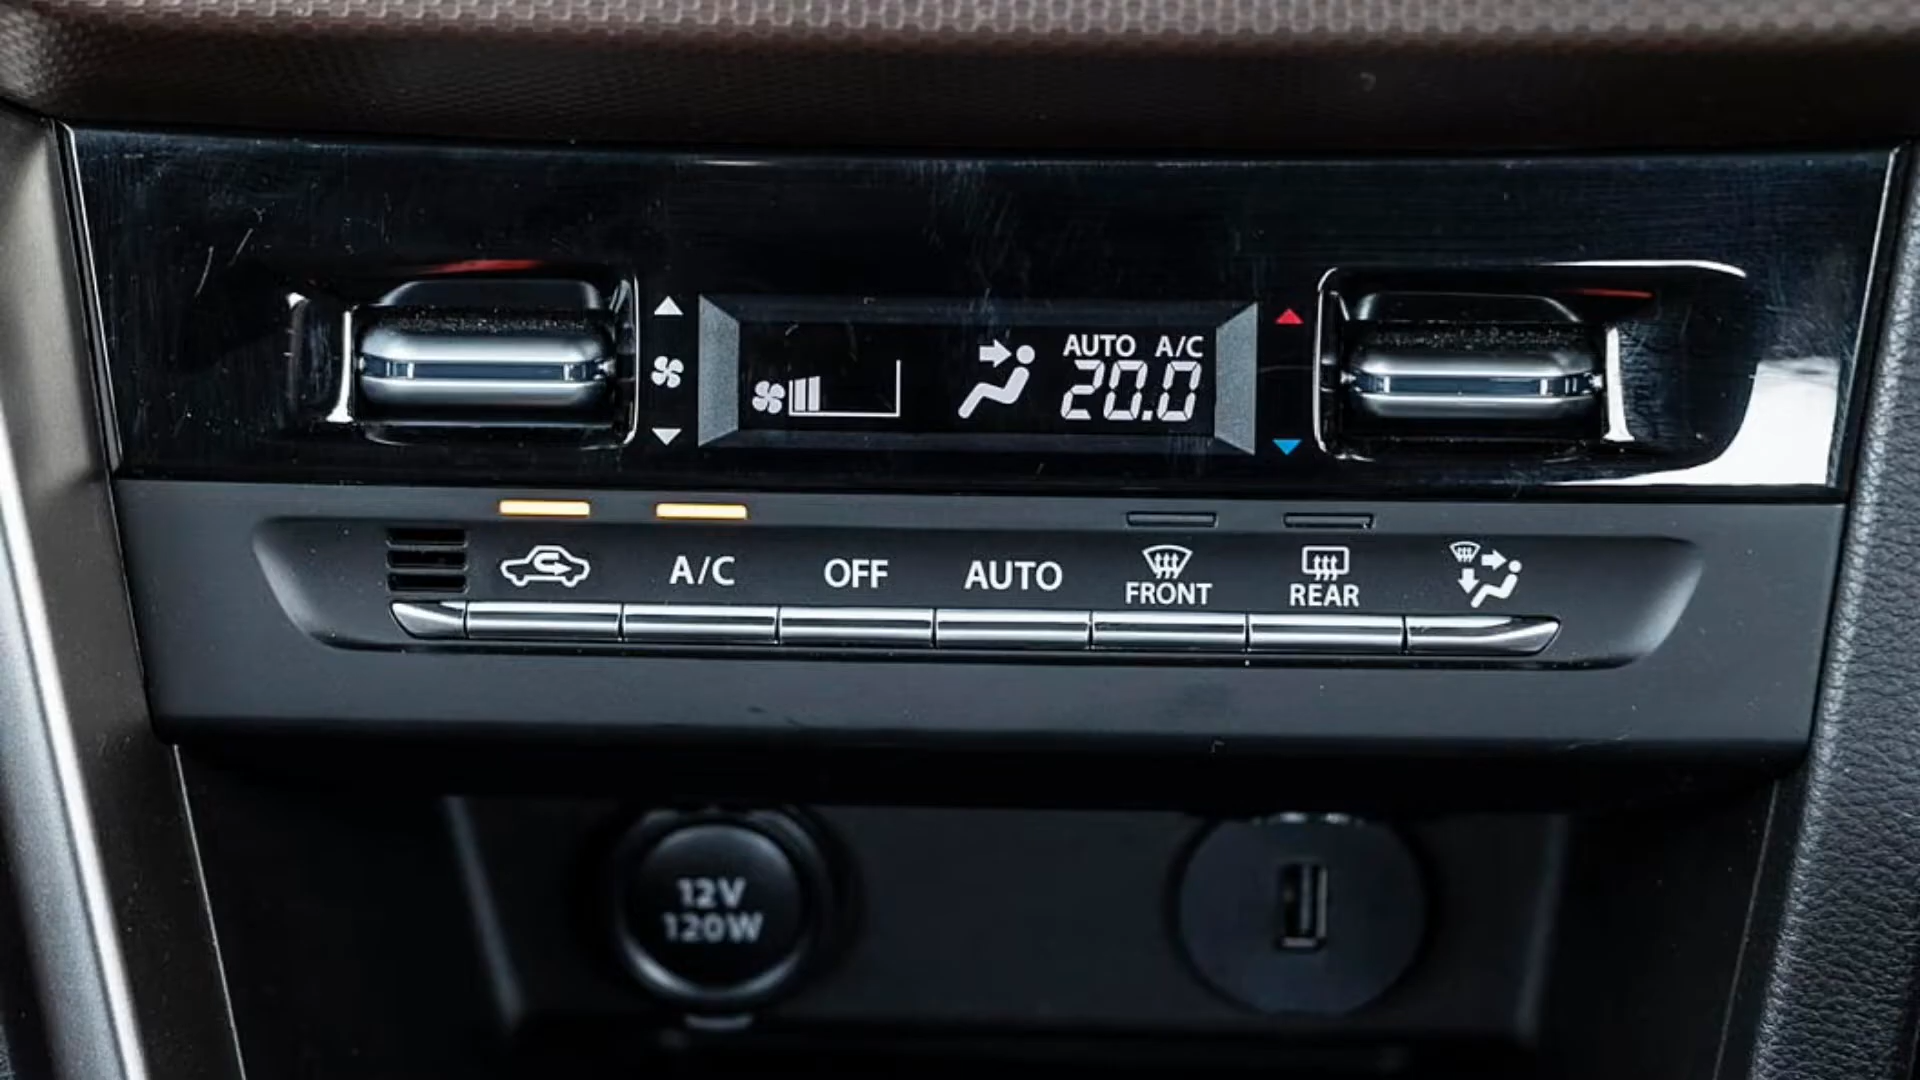 AUTO A/C
20.0
A/C OFF AUTO FRONT REAR
12V
120W